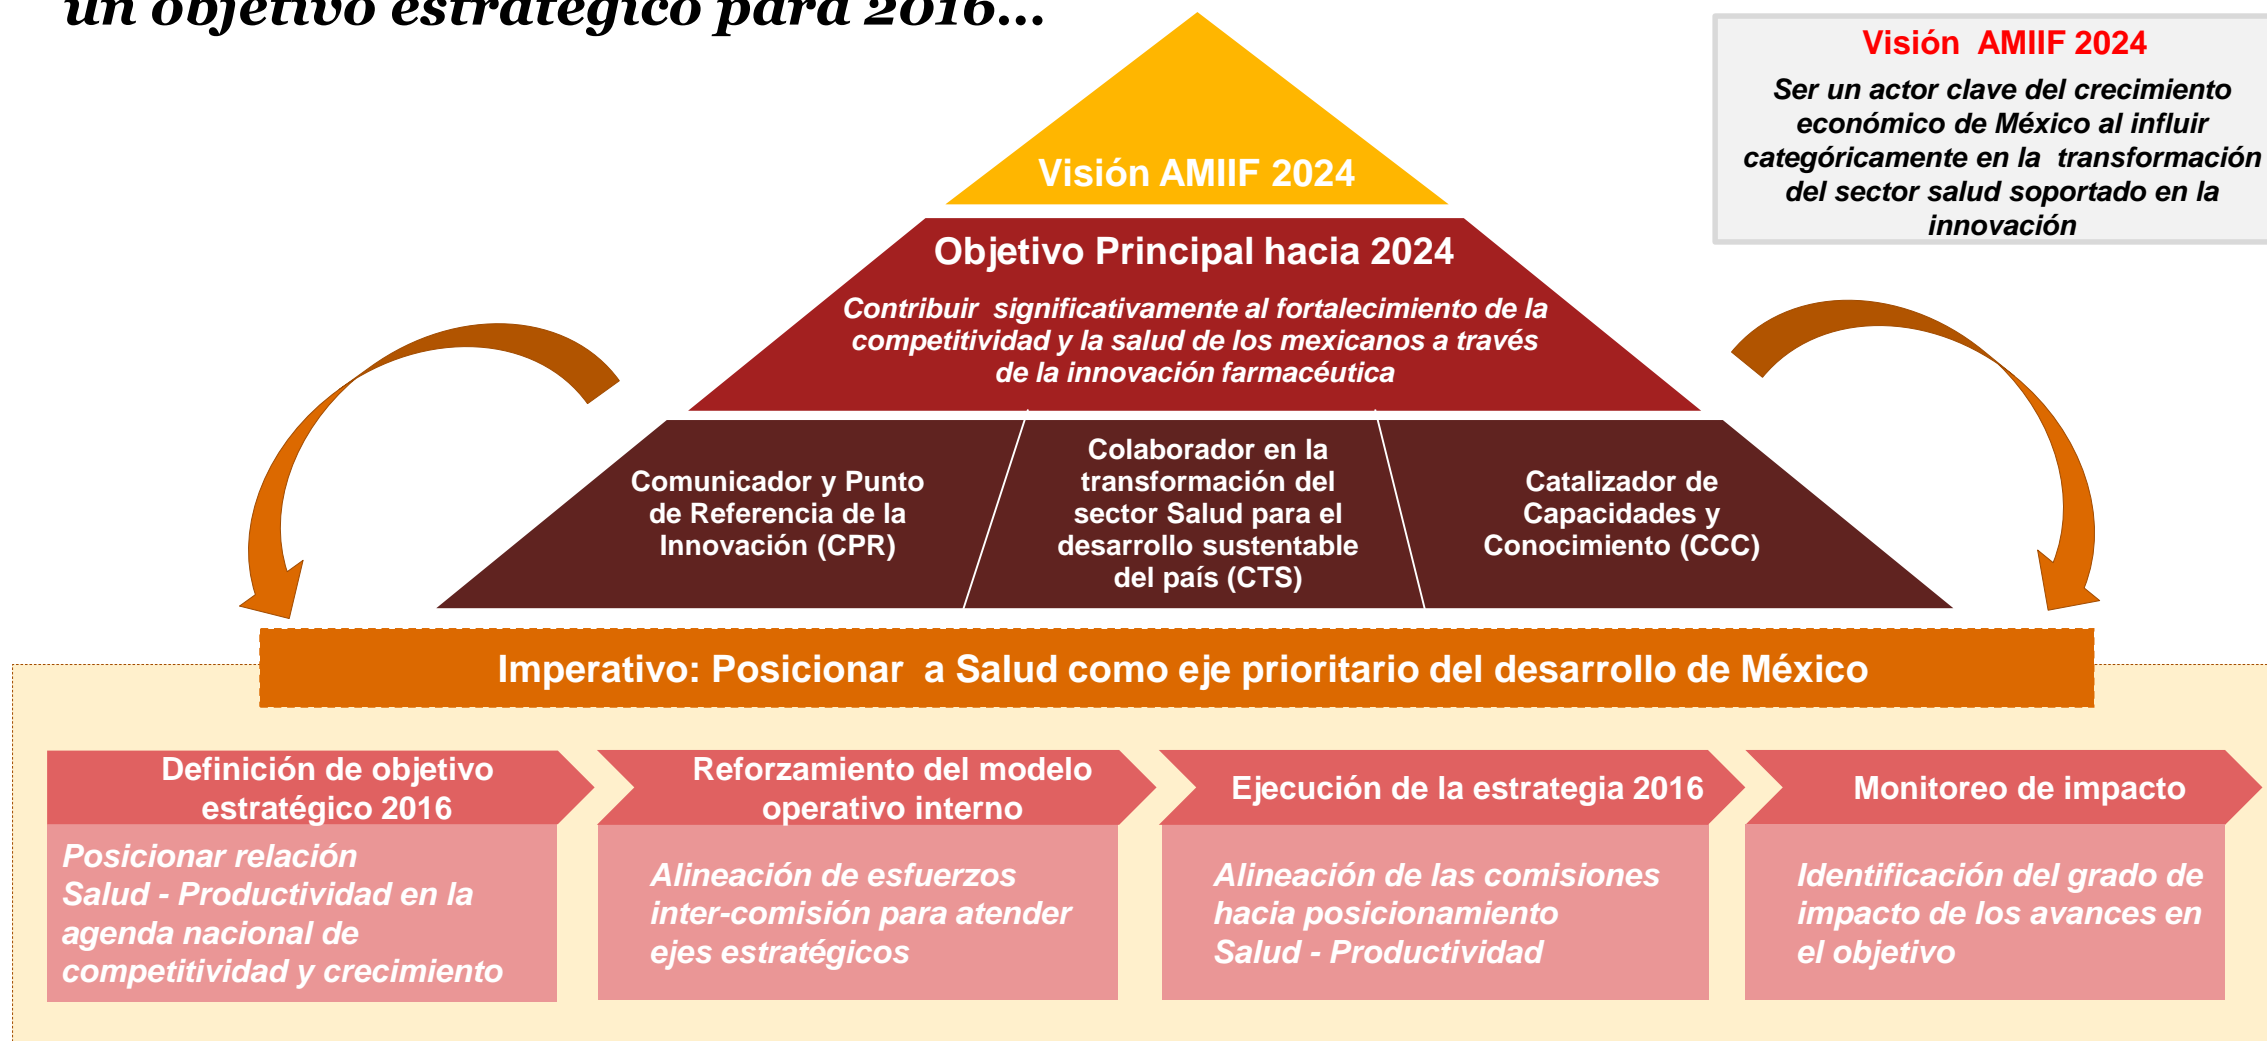 un objetivo estratégico para 2016...
Visión AMIIF 2024
Ser un actor clave del crecimiento
económico de México al influir
categóricamente en la transformación
del sector salud soportado en la
innovación
Visión AMIIF 2024
Objetivo Principal hacia 2024
Contribuir significativamente al fortalecimiento de la
competitividad y la salud de los mexicanos a través
de la innovación farmacéutica
Comunicador y Punto
de Referencia de la
Innovación (CPR)
Colaborador en la
transformación del
sector Salud para el
desarrollo sustentable
del país (CTS)
Catalizador de
Capacidades y
Conocimiento (CCC)
Imperativo: Posicionar a Salud como eje prioritario del desarrollo de México
Definición de objetivo
estratégico 2016
Posicionar relación
Salud - Productividad en la
agenda nacional de
competitividad y crecimiento
Reforzamiento del modelo
operativo interno
Alineación de esfuerzos
inter-comisión para atender
ejes estratégicos
Ejecución de la estrategia 2016
Alineación de las comisiones
hacia posicionamiento
Salud - Productividad
Monitoreo de impacto
Identificación del grado de
impacto de los avances en
el objetivo